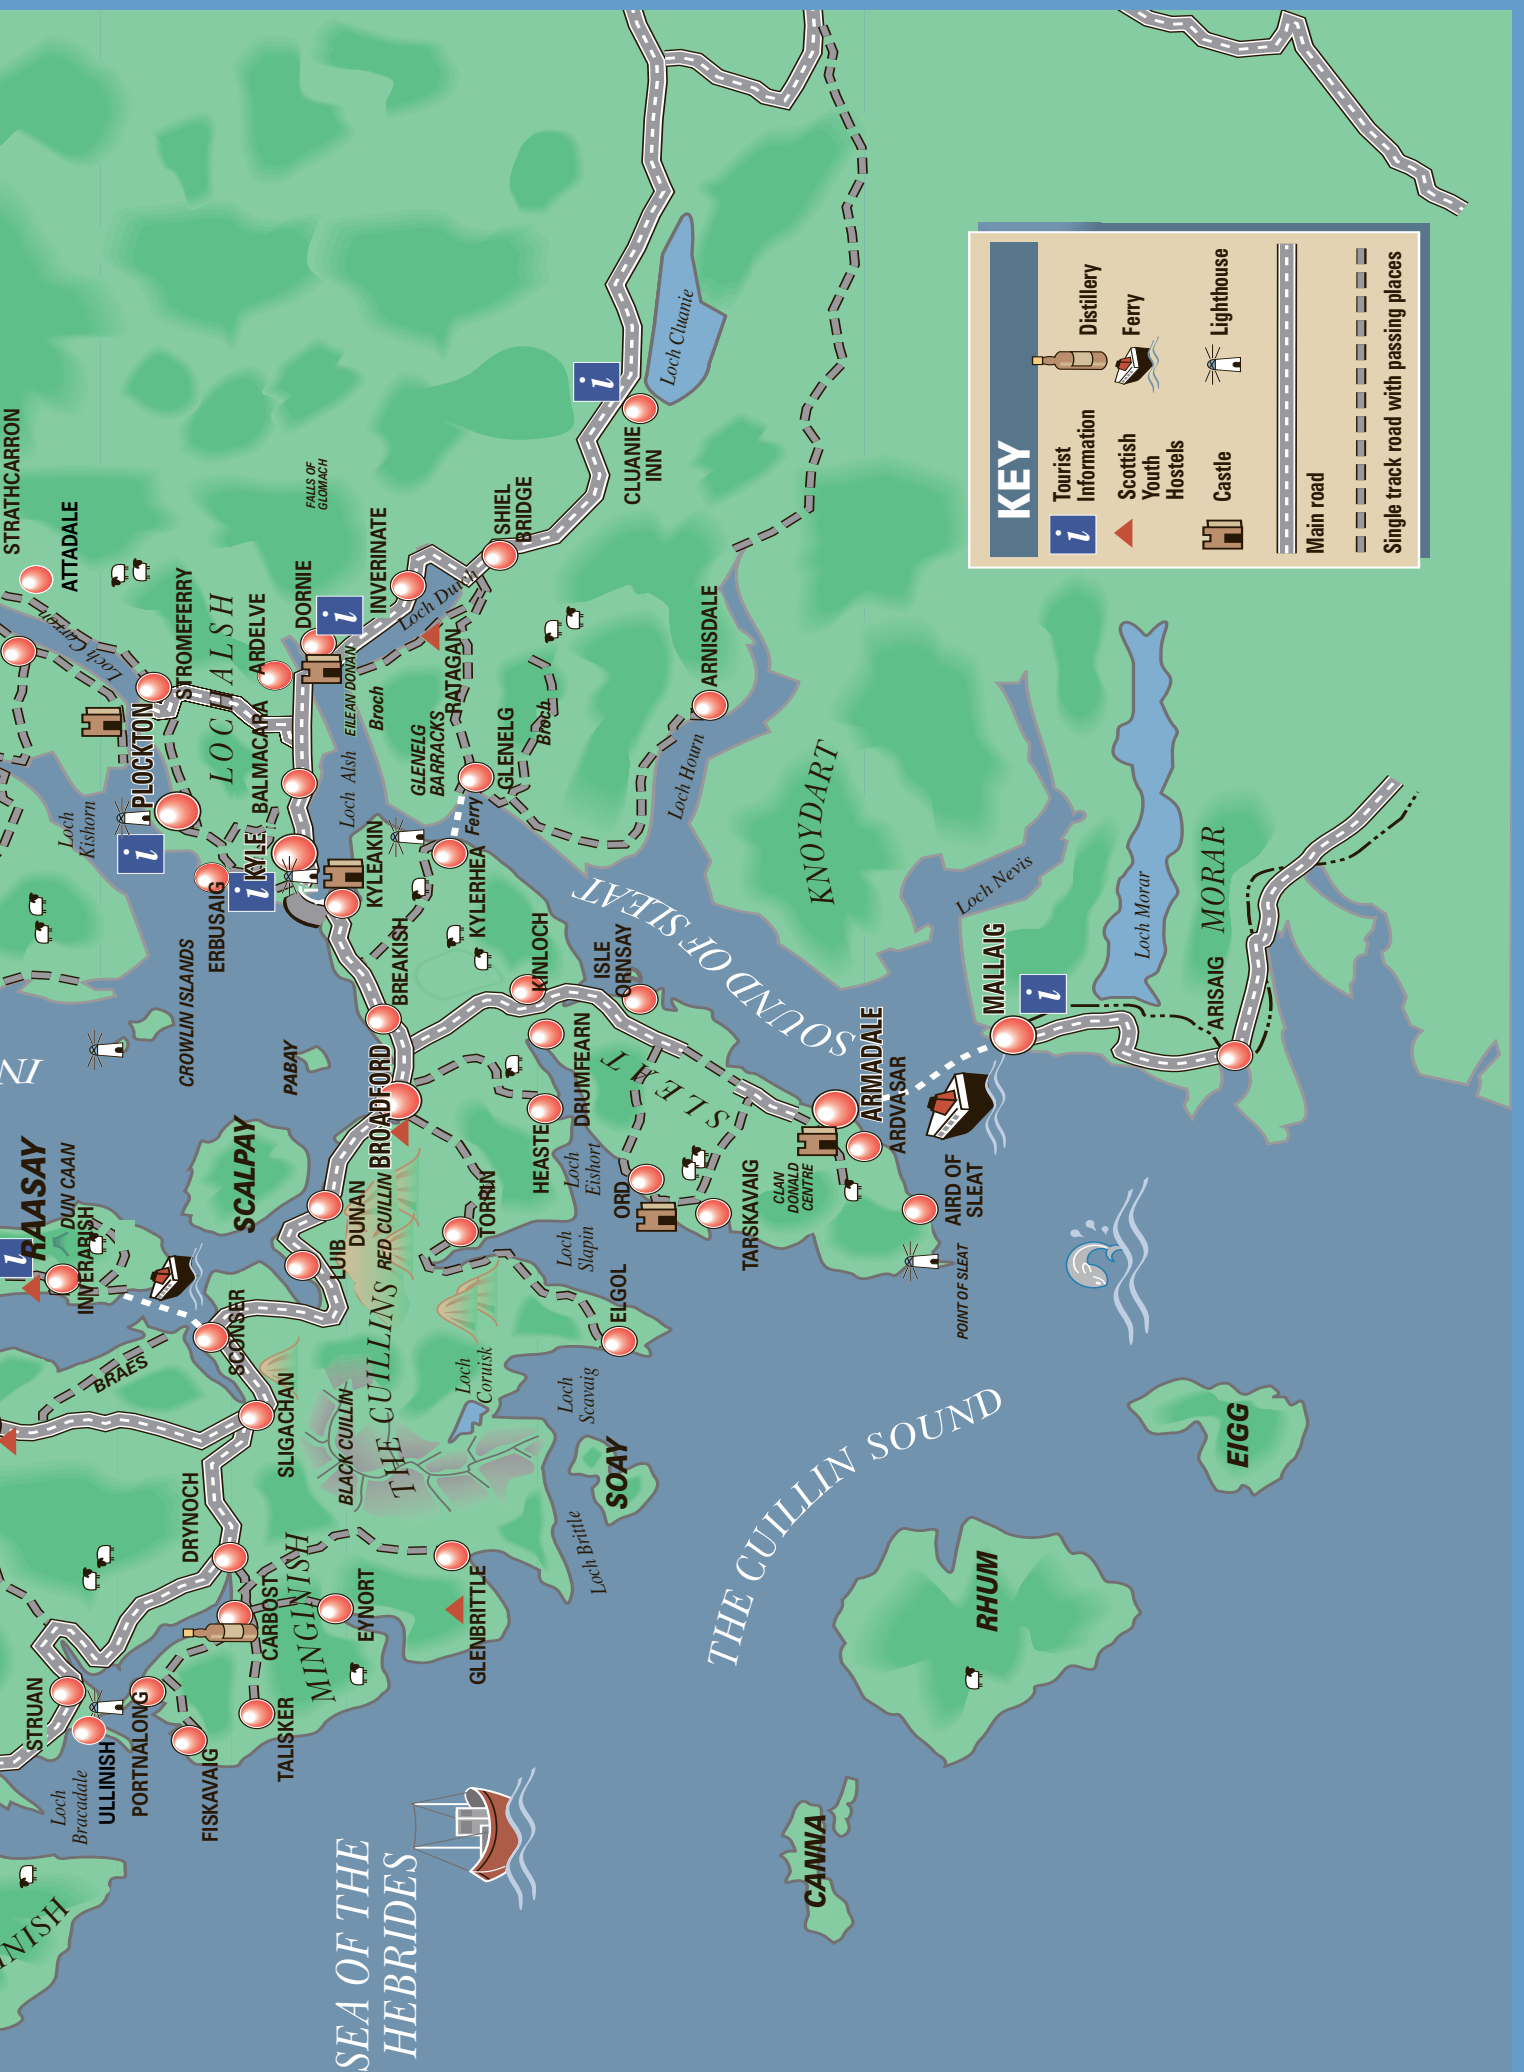 STRATHCARRON
ATTADALE
Loch Carron
STROMEFERRY
LOCHALSH
ARDELVE
DORNIE
FALLS OF
GLOMACH
INVERINATE
SHIEL
BRIDGE
CLUANIE
INN
Loch Cluanie
Loch Duich
EILEAN DONAN
RATAGAN
Broch
PLOCKTON
BALMACARA
Loch
Kishorn
Loch Alsh
GLENELG
BARRACKS
GLENELG
Broch
ARNISDALE
Loch Hourn
KNOYDART
KYLE
ERBUSAIG
KYLEAKIN
Ferry
KYLERHEA
SOUND OF SLEAT
Loch Nevis
Loch Morar
MORAR
MALLAIG
ARISAIG
CROWLIN ISLANDS
IN
PABAY
BREAKISH
BROADFORD
KINLOCH
ISLE
ORNSAY
DRUMFEARN
SLEAT
ARMADALE
ARDVASAR
HEASTE
Loch
Eishort
ORD
TARSKAVAIG
CLAN
DONALD
CENTRE
AIRD OF
SLEAT
POINT OF SLEAT
RAASAY
DUN CAAN
INVERARISH
SCALPAY
DUNAN
LUIB
RED CUILLIN
TORRIN
Loch
Slapin
ELGOL
SCONSER
BRAES
SLIGACHAN
THE CUILLINS
BLACK CUILLIN
Loch
Coruisk
Loch
Scavaig
SOAY
Loch Brittle
THE CUILLIN SOUND
EIGG
RHUM
CANNA
DRYNOCH
CARBOST
MINGINISH
EYNORT
GLENBRITTLE
STRUAN
ULLINISH
PORTNALONG
Loch
Bracadale
FISKAVAIG
TALISKER
INISH
SEA OF THE
HEBRIDES
KEY
Tourist
Information
Distillery
Scottish
Youth
Hostels
Ferry
Castle
Lighthouse
Main road
Single track road with passing places
i
i
i
i
i
i
i
i